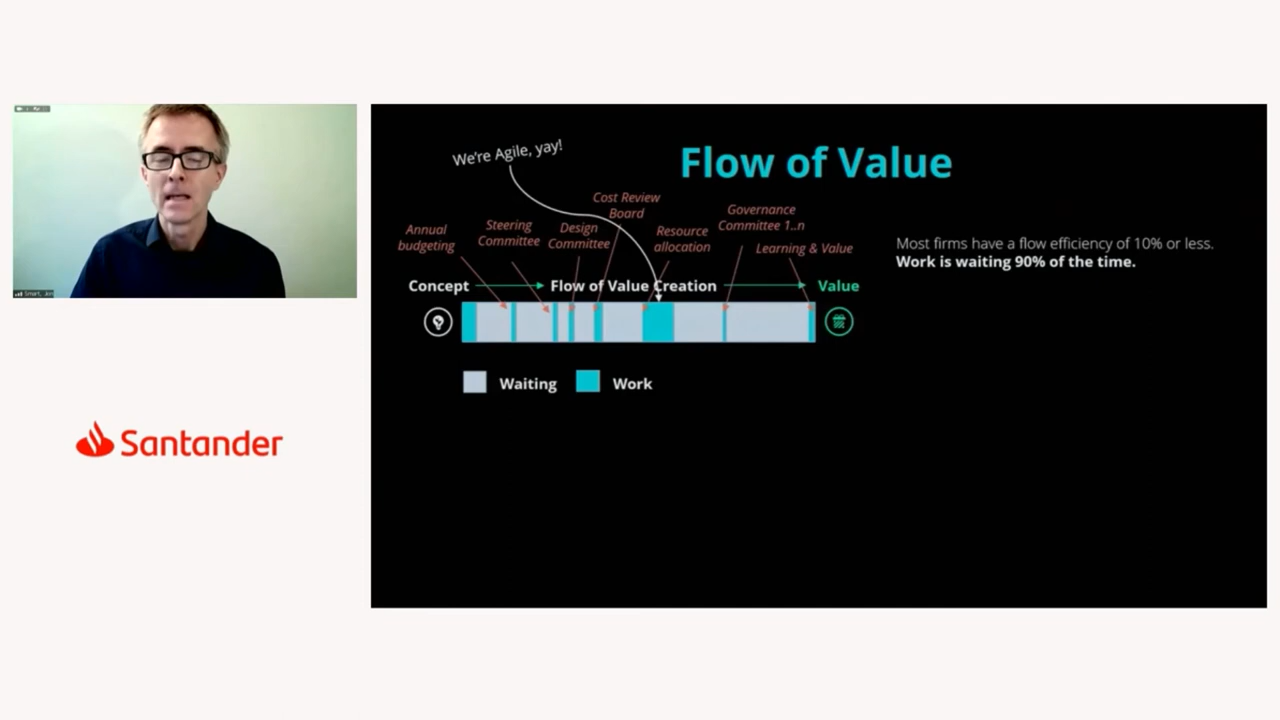 We're Agile, yay!
Flow of Value
Cost Review
Board
Governance
Committee 1..n
Annual
budgeting
Steering
Committee
Design
Committee
Resource
allocation
Learning & Value
Most firms have a flow efficiency of 10% or less.
Work is waiting 90% of the time.
Concept
Flow of Value Creation
Value
Waiting
Work
Santander
Smart, Jon